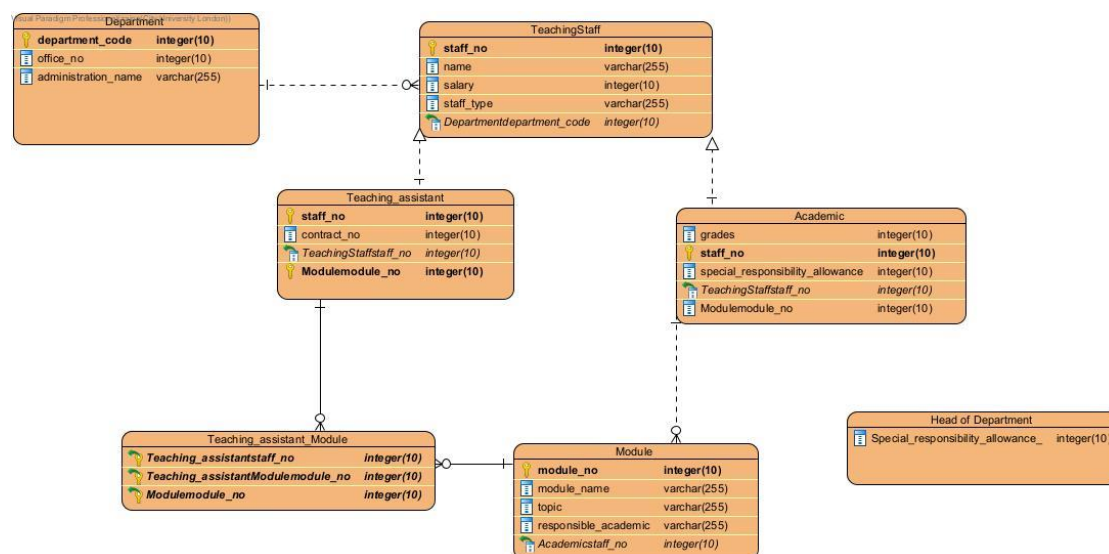 Department
department_code integer(10)
office_no integer(10)
administration_name varchar(255)
TeachingStaff
staff_no integer(10)
name varchar(255)
salary integer(10)
staff_type varchar(255)
Departmentdepartment_code integer(10)
Teaching_assistant
staff_no integer(10)
contract_no integer(10)
TeachingStaffstaff_no integer(10)
Modulemodule_no integer(10)
Academic
grades integer(10)
staff_no integer(10)
special_responsibility_allowance integer(10)
TeachingStaffstaff_no integer(10)
Modulemodule_no integer(10)
Teaching_assistant_Module
Teaching_assistantstaff_no integer(10)
Teaching_assistantModulemodule_no integer(10)
Modulemodule_no integer(10)
Module
module_no integer(10)
module_name varchar(255)
topic varchar(255)
responsible_academic varchar(255)
Academicstaff_no integer(10)
Head of Department
Special_responsibility_allowance_ integer(10)